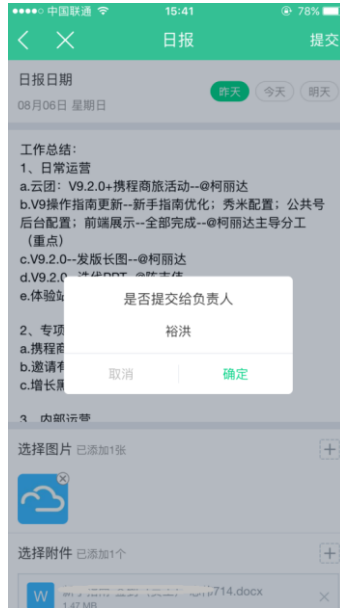 中国联通 15:41 78%
日报 提交
日报日期
08月06日 星期日
昨天 今天 明天
工作总结:
1、日常运营
a.云团: V9.2.0+携程商旅活动--@柯丽达
b.V9操作指南更新--新手指南优化; 秀米配置; 公共号
后台配置; 前端展示--全部完成--@柯丽达主导分工
(重点)
c.V9.2.0--发版长图--@柯丽达
d.V9.2.0
e.体验站
是否提交给负责人
裕洪
取消 确定
2、专项
a.携程商
b.邀请有
c.增长黑
3、内部运营
选择图片 已添加1张
选择附件 已添加1个
W
714.docx
1.47 MB